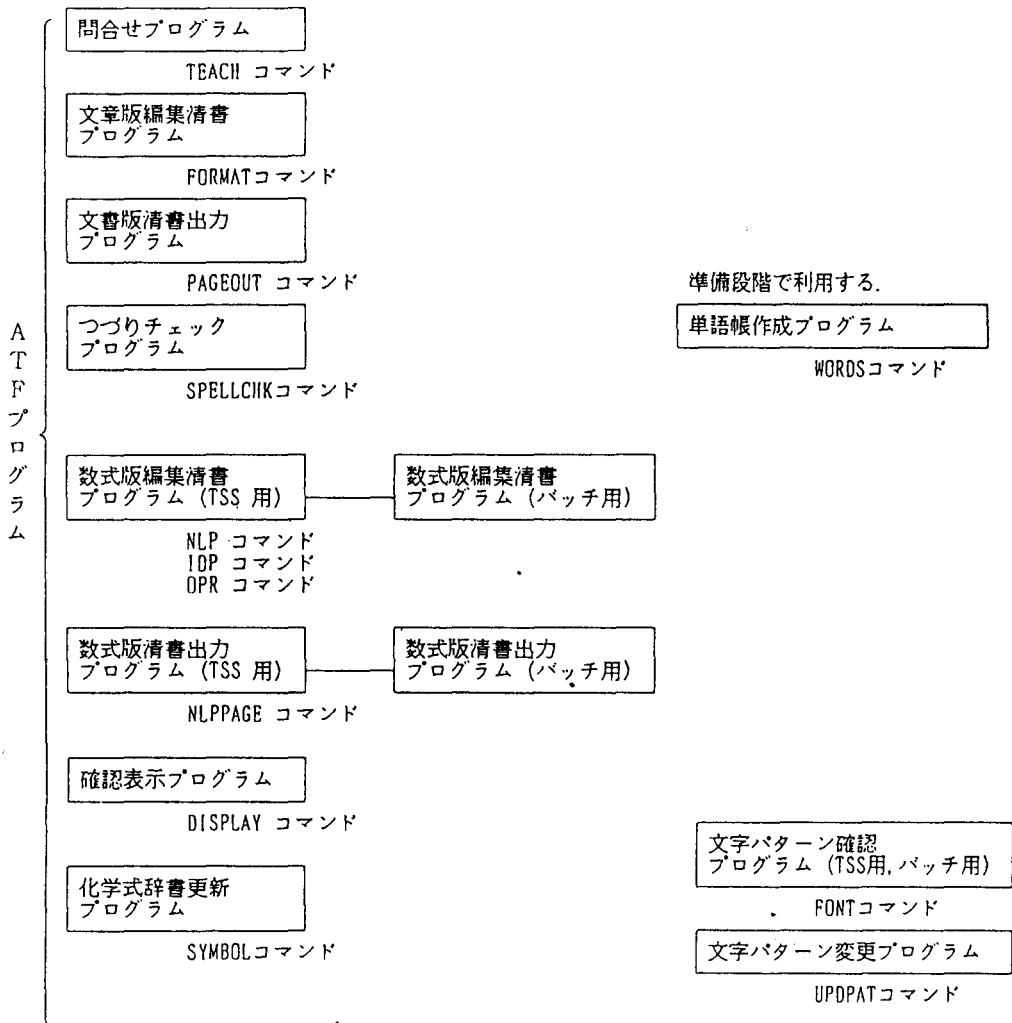 問合せプログラム
TEACH コマンド
文章版編集清書
プログラム
FORMATコマンド
文書版清書出力
プログラム
PAGEOUT コマンド
準備段階で利用する.
つづりチェック
プログラム
単語帳作成プログラム
SPELLCHKコマンド
WORDSコマンド
ATFプログラム
数式版編集清書
プログラム (TSS 用)
数式版編集清書
プログラム (バッチ用)
NLP コマンド
IDP コマンド
OPR コマンド
数式版清書出力
プログラム (TSS 用)
数式版清書出力
プログラム (バッチ用)
NLPPAGE コマンド
確認表示プログラム
DISPLAY コマンド
文字パターン確認
プログラム (TSS用, バッチ用)
化学式辞書更新
プログラム
FONTコマンド
SYMBOLコマンド
文字パターン変更プログラム
UPDPATコマンド